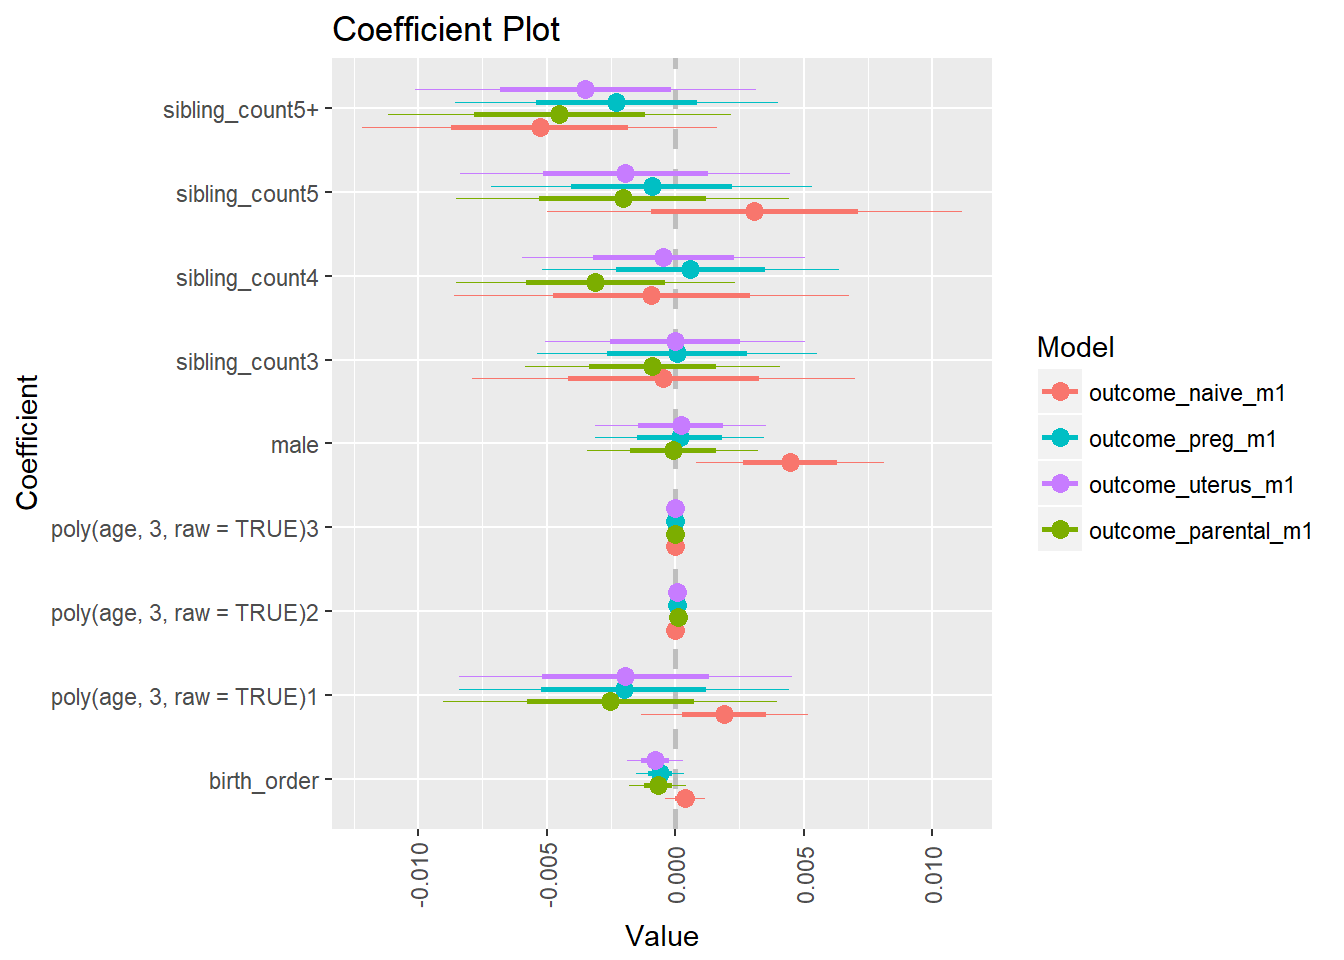 Coefficient Plot
Coefficient
sibling_count5+
sibling_count5
sibling_count4
sibling_count3
male
poly(age, 3, raw = TRUE)3
poly(age, 3, raw = TRUE)2
poly(age, 3, raw = TRUE)1
birth_order
-0.010
-0.005
0.000
0.005
0.010
Value
Model
outcome_naive_m1
outcome_preg_m1
outcome_uterus_m1
outcome_parental_m1